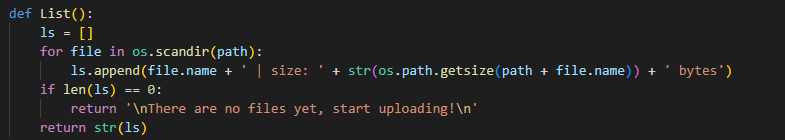 def List():
    ls = []
    for file in os.scandir(path):
        ls.append(file.name + ' | size: ' + str(os.path.getsize(path + file.name)) + ' bytes')
    if len(ls) == 0:
        return '\nThere are no files yet, start uploading!\n'
    return str(ls)